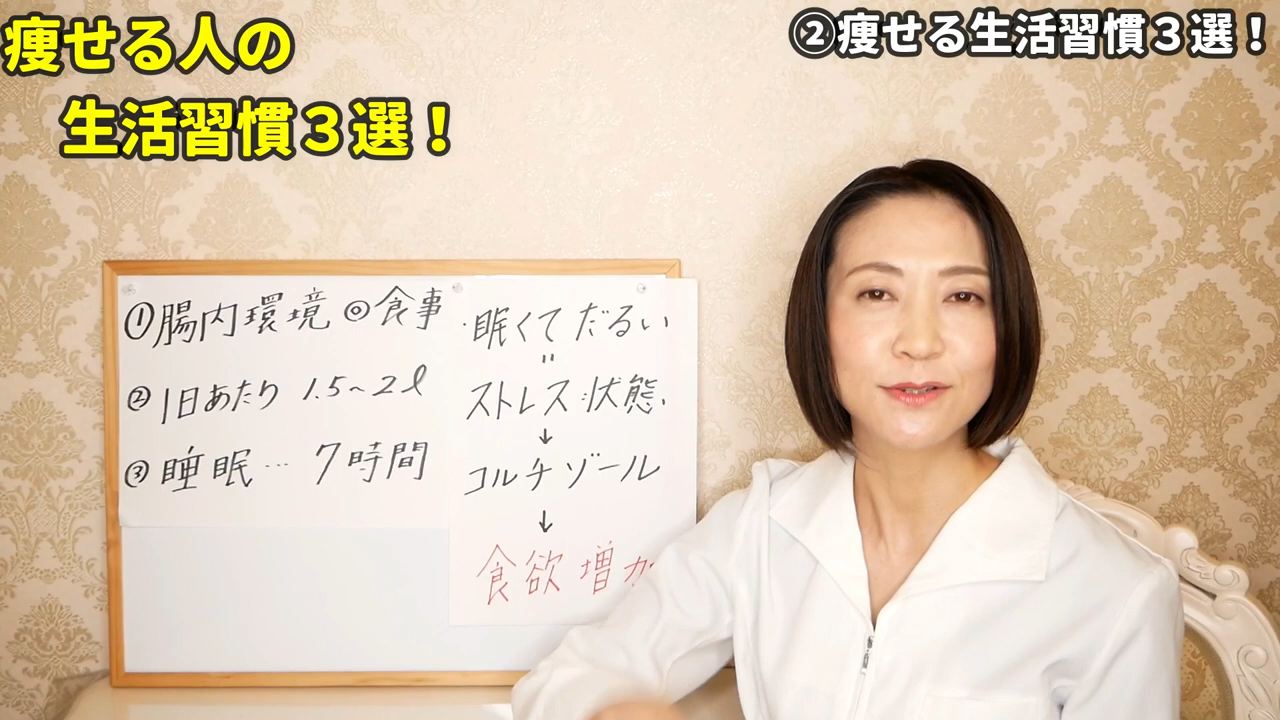 痩せる人の
生活習慣３選！
②痩せる生活習慣３選！
①腸内環境 ◎食事
②1日あたり 1.5〜2ℓ
③睡眠… 7時間
・眠くてだるい
=
ストレス状態
↓
コルチゾール
↓
食欲増加